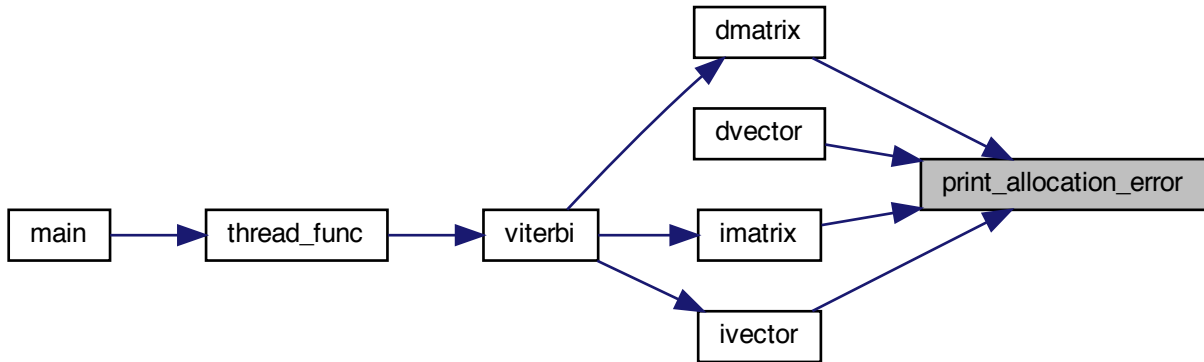 dmatrix
dvector
print_allocation_error
main
thread_func
viterbi
imatrix
ivector